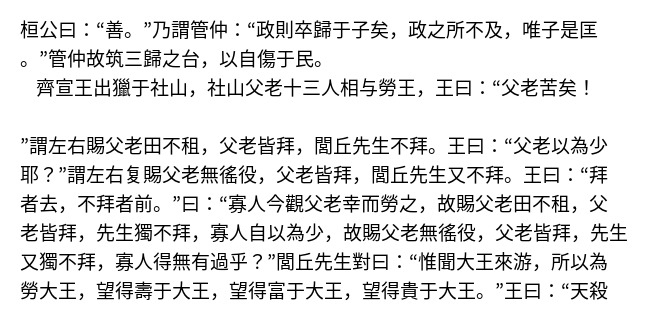 桓公曰：“善。”乃謂管仲：“政則卒歸于子矣，政之所不及，唯子是匡
。”管仲故筑三歸之台，以自傷于民。
齊宣王出獵于社山，社山父老十三人相与勞王，王曰：“父老苦矣！
”謂左右賜父老田不租，父老皆拜，閭丘先生不拜。王曰：“父老以為少
耶？”謂左右复賜父老無徭役，父老皆拜，閭丘先生又不拜。王曰：“拜
者去，不拜者前。”曰：“寡人今觀父老幸而勞之，故賜父老田不租，父
老皆拜，先生獨不拜，寡人自以為少，故賜父老無徭役，父老皆拜，先生
又獨不拜，寡人得無有過乎？”閭丘先生對曰：“惟聞大王來游，所以為
勞大王，望得壽于大王，望得富于大王，望得貴于大王。”王曰：“天殺